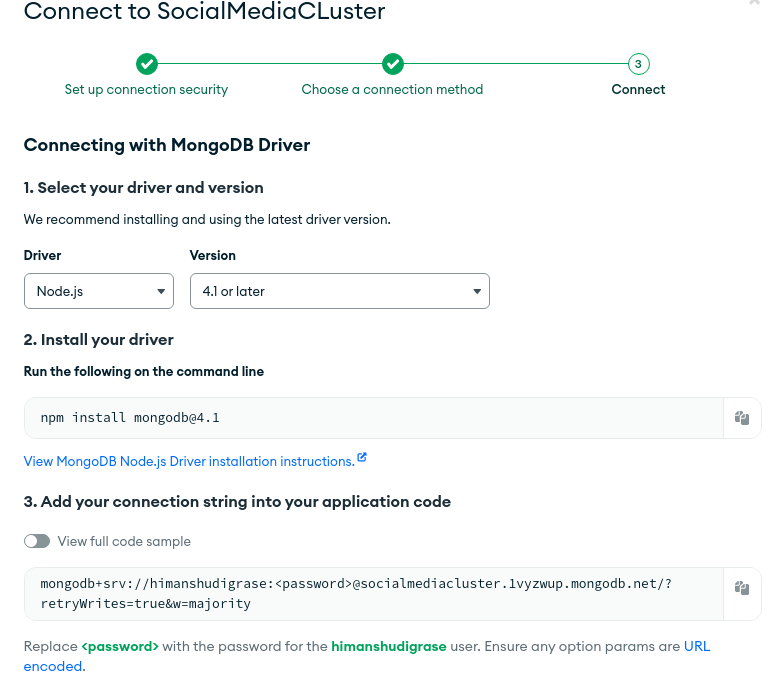 Connect to SocialMediaCLuster
3
Set up connection security
Choose a connection method
Connect
Connecting with MongoDB Driver
1. Select your driver and version
We recommend installing and using the latest driver version.
Driver
Version
Node.js
4.1 or later
2. Install your driver
Run the following on the command line
npm install mongodb@4.1
View MongoDB Node.js Driver installation instructions.
3. Add your connection string into your application code
View full code sample
mongodb+srv://himanshudigrase:<password>@socialmediacluster.1vyzwup.mongodb.net/?
retryWrites=true&w=majority
Replace <password> with the password for the himanshudigrase user. Ensure any option params are URL
encoded.